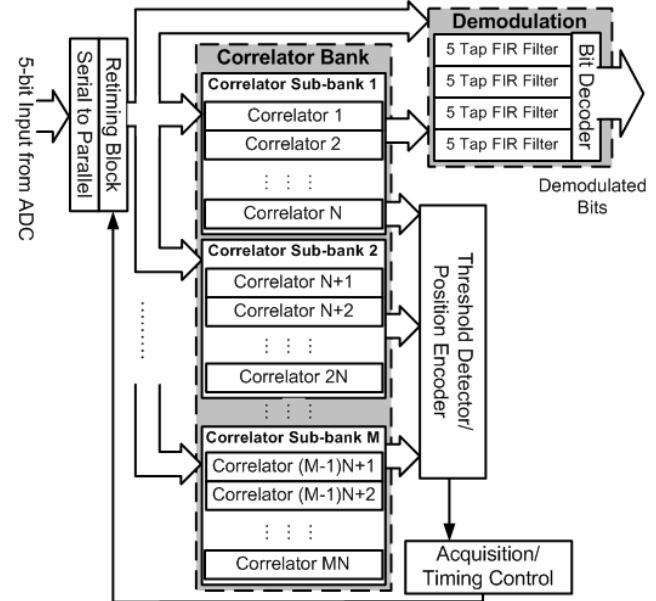 5-bit Input from ADC
Serial to Parallel
Retiming Block
Correlator Bank
Correlator Sub-bank 1
Correlator 1
Correlator 2
Correlator N
Correlator Sub-bank 2
Correlator N+1
Correlator N+2
Correlator 2N
Correlator Sub-bank M
Correlator (M-1)N+1
Correlator (M-1)N+2
Correlator MN
Demodulation
5 Tap FIR Filter
5 Tap FIR Filter
5 Tap FIR Filter
5 Tap FIR Filter
Bit Decoder
Demodulated
Bits
Threshold Detector/
Position Encoder
Acquisition/
Timing Control